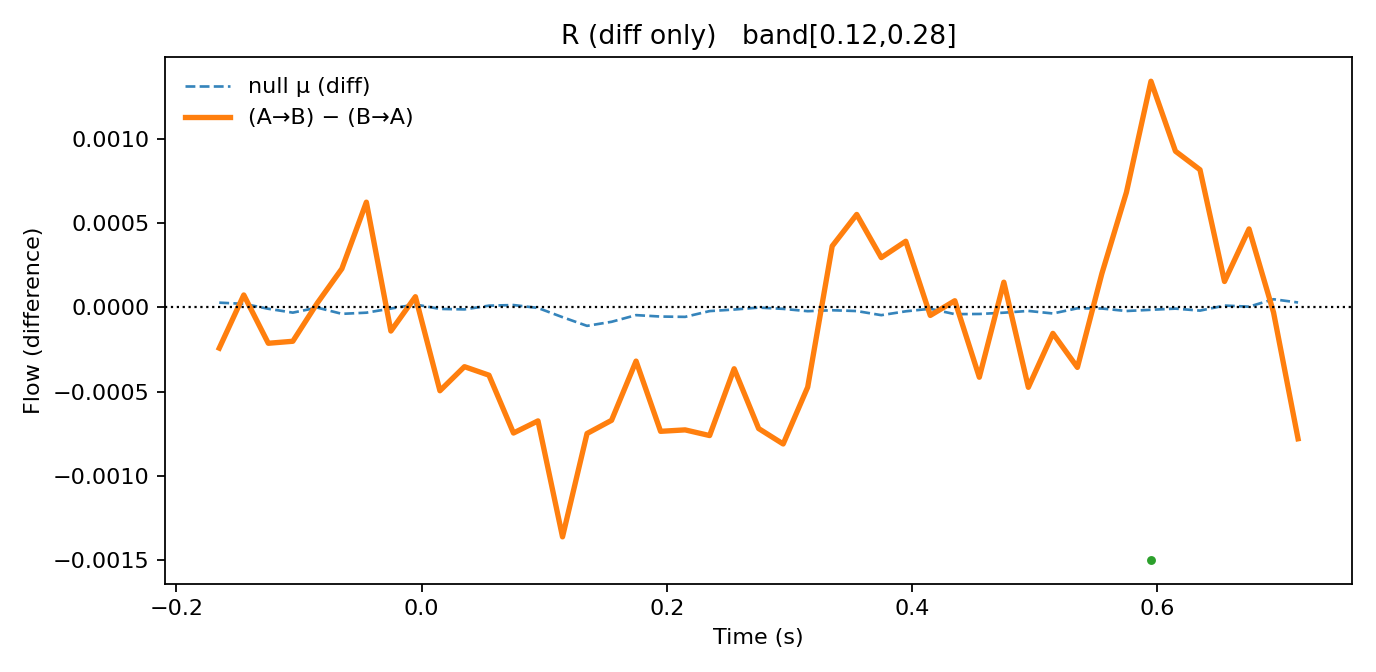 R (diff only)   band[0.12,0.28]
null μ (diff)
(A→B) − (B→A)
Flow (difference)
0.0010
0.0005
0.0000
−0.0005
−0.0010
−0.0015
−0.2
0.0
0.2
0.4
0.6
Time (s)